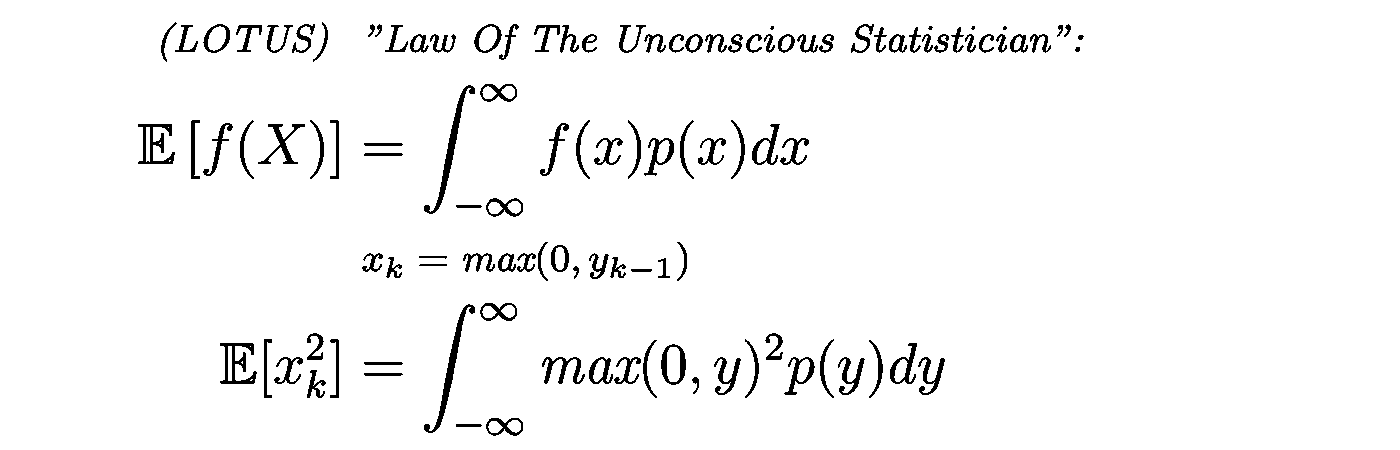 (LOTUS) ”Law Of The Unconscious Statistician”:
𝔼 [f(X)] = ∫_{-∞}^{∞} f(x)p(x)dx
x_k = max(0, y_{k-1})
𝔼[x_k^2] = ∫_{-∞}^{∞} max(0, y)^2 p(y)dy